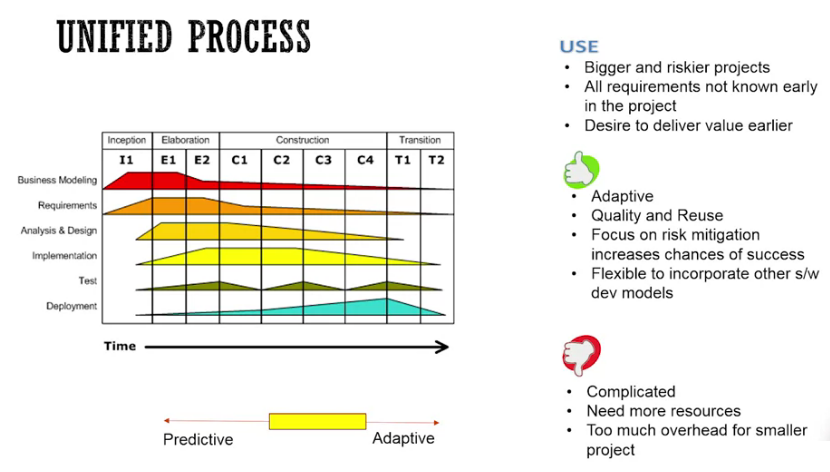 UNIFIED PROCESS
Inception Elaboration Construction Transition
I1 E1 E2 C1 C2 C3 C4 T1 T2
Business Modeling
Requirements
Analysis & Design
Implementation
Test
Deployment
Time
Predictive Adaptive
USE
• Bigger and riskier projects
• All requirements not known early
in the project
• Desire to deliver value earlier
• Adaptive
• Quality and Reuse
• Focus on risk mitigation
increases chances of success
• Flexible to incorporate other s/w
dev models
• Complicated
• Need more resources
• Too much overhead for smaller
project